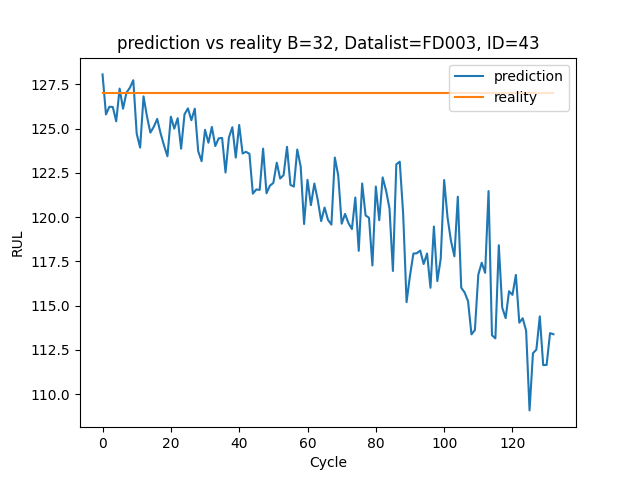 prediction vs reality B=32, Datalist=FD003, ID=43
prediction
reality
127.5
125.0
122.5
120.0
117.5
115.0
112.5
110.0
RUL
0 20 40 60 80 100 120
Cycle